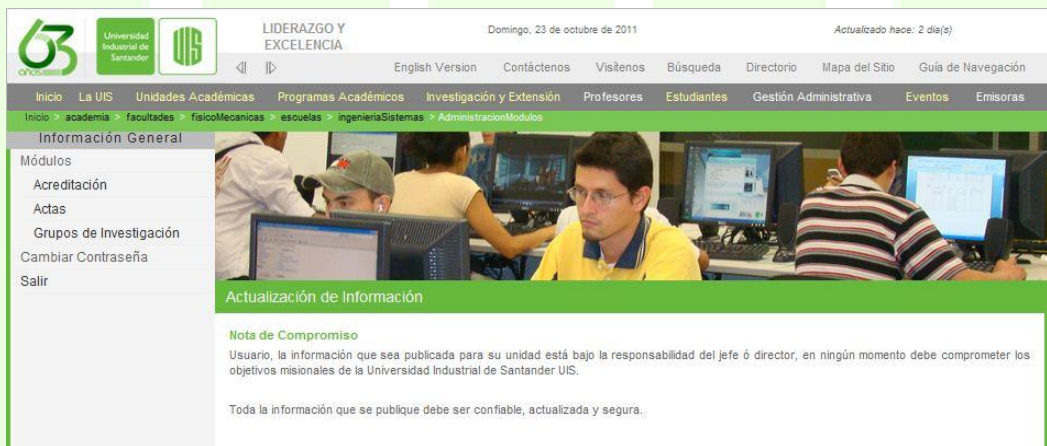 63
años
Universidad
Industrial de
Santander
UIS
LIDERAZGO Y
EXCELENCIA
Domingo, 23 de octubre de 2011
Actualizado hace: 2 dia(s)
English Version Contáctenos Visítenos Búsqueda Directorio Mapa del Sitio Guía de Navegación
Inicio La UIS Unidades Académicas Programas Académicos Investigación y Extensión Profesores Estudiantes Gestión Administrativa Eventos Emisoras
Inicio > academia > facultades > fisicoMecanicas > escuelas > ingenieriaSistemas > AdministracionModulos
Información General
Módulos
Acreditación
Actas
Grupos de Investigación
Cambiar Contraseña
Salir
Actualización de Información
Nota de Compromiso
Usuario, la información que sea publicada para su unidad está bajo la responsabilidad del jefe ó director, en ningún momento debe comprometer los
objetivos misionales de la Universidad Industrial de Santander UIS.
Toda la información que se publique debe ser confiable, actualizada y segura.